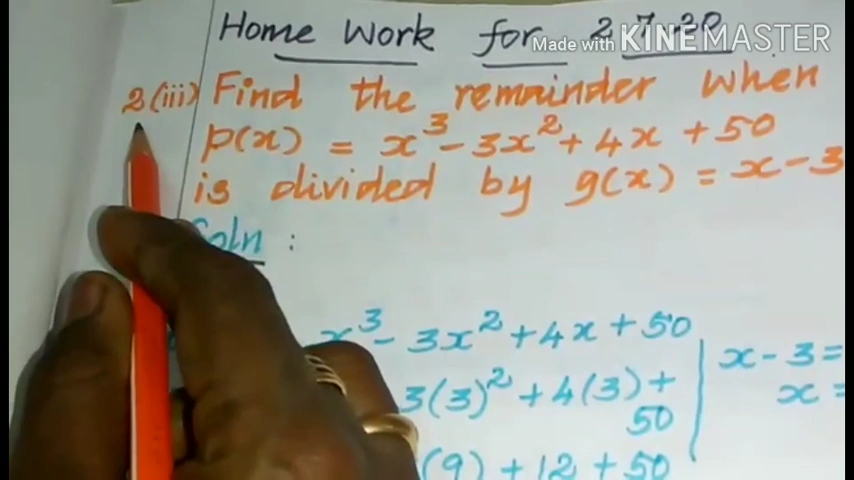 Home Work for 2.7.20
Made with KINEMASTER
2(iii) Find the remainder when
p(x) = x³ - 3x² + 4x + 50
is divided by g(x) = x - 3
Soln :
x³ - 3x² + 4x + 50
x - 3 =
3(3)² + 4(3) +
50
x =
(9) + 12 + 50